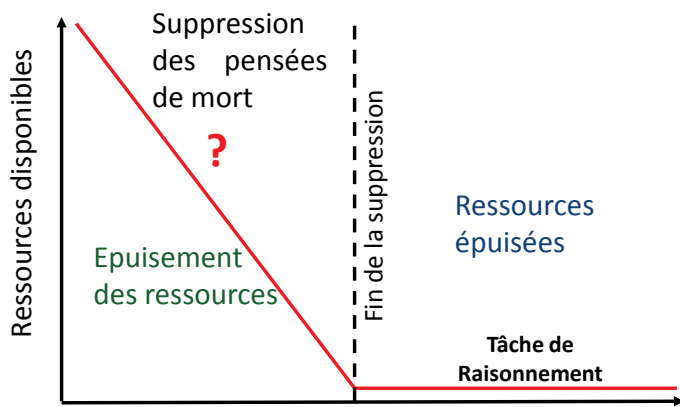 Suppression
des pensées
de mort
?
Ressources disponibles
Epuisement
des ressources
Fin de la suppression
Ressources
épuisées
Tâche de
Raisonnement